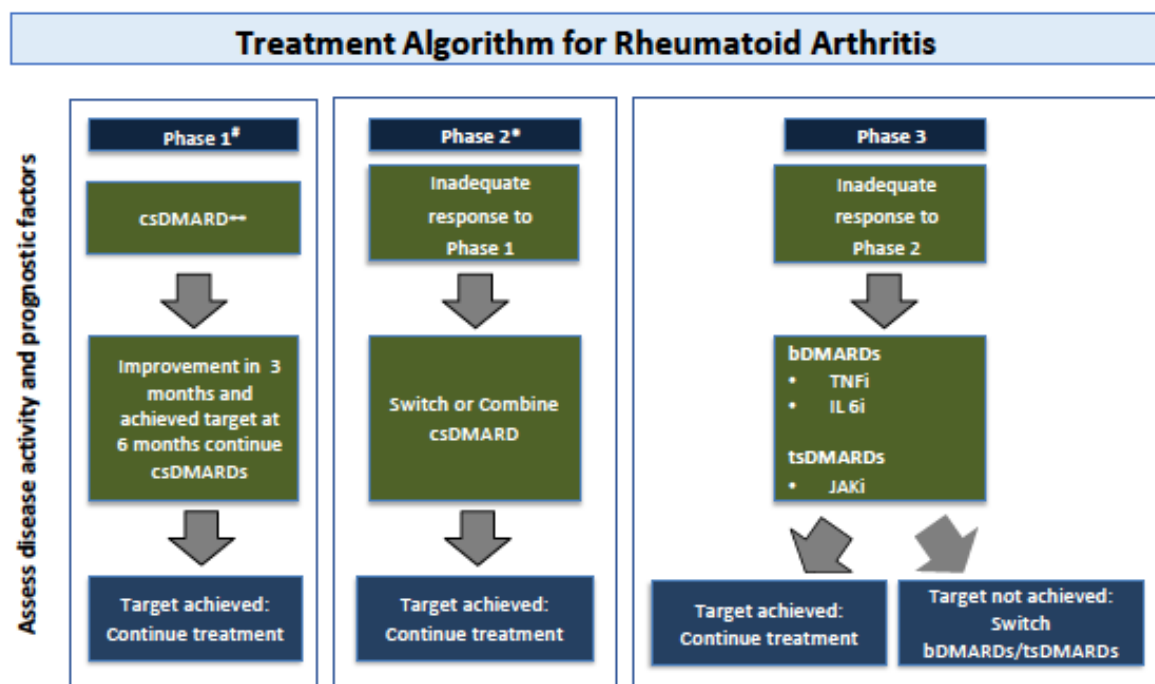 Treatment Algorithm for Rheumatoid Arthritis
Assess disease activity and prognostic factors
Phase 1#
csDMARD**
Improvement in 3
months and
achieved target at
6 months continue
csDMARDs
Target achieved:
Continue treatment
Phase 2*
Inadequate
response to
Phase 1
Switch or Combine
csDMARD
Target achieved:
Continue treatment
Phase 3
Inadequate
response to
Phase 2
bDMARDs
• TNFi
• IL 6i
tsDMARDs
• JAKi
Target achieved:
Continue treatment
Target not achieved:
Switch
bDMARDs/tsDMARDs